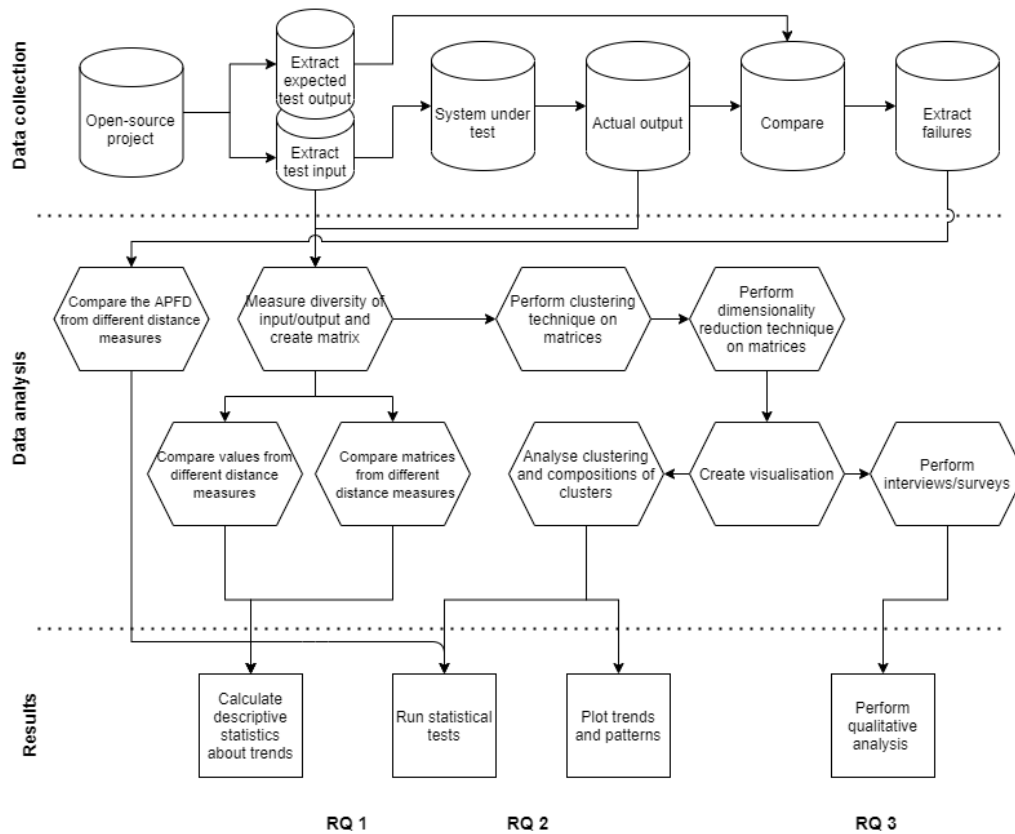 Data collection
Open-source
project
Extract
expected
test output
Extract
test input
System under
test
Actual output
Compare
Extract
failures
Data analysis
Compare the APFD
from different distance
measures
Measure diversity of
input/output and
create matrix
Perform clustering
technique on
matrices
Perform
dimensionality
reduction technique
on matrices
Compare values from
different distance
measures
Compare matrices
from different
distance measures
Analyse clustering
and compositions of
clusters
Create visualisation
Perform
interviews/surveys
Results
Calculate
descriptive
statistics
about trends
Run statistical
tests
Plot trends
and patterns
Perform
qualitative
analysis
RQ 1
RQ 2
RQ 3